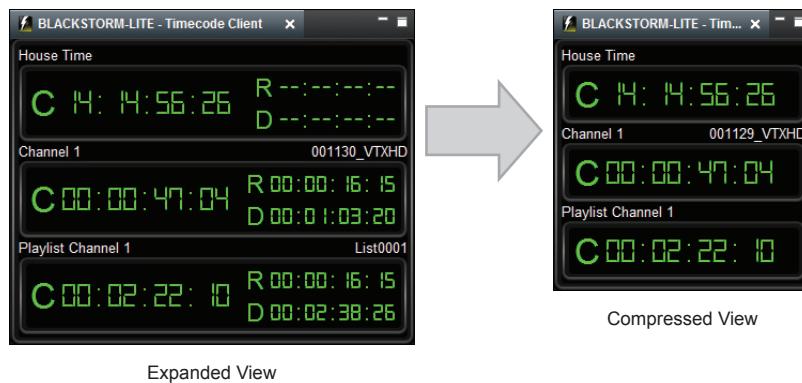 BLACKSTORM-LITE - Timecode Client
House Time
C 14:14:56:26
R --:--:--:--
D --:--:--:--
Channel 1 001130_VTXHD
C 00:00:47:04
R 00:00:16:15
D 00:01:03:20
Playlist Channel 1 List0001
C 00:02:22:10
R 00:00:16:15
D 00:02:38:26
Expanded View
BLACKSTORM-LITE - Tim...
House Time
C 14:14:56:26
Channel 1 001129_VTXHD
C 00:00:47:04
Playlist Channel 1
C 00:02:22:10
Compressed View